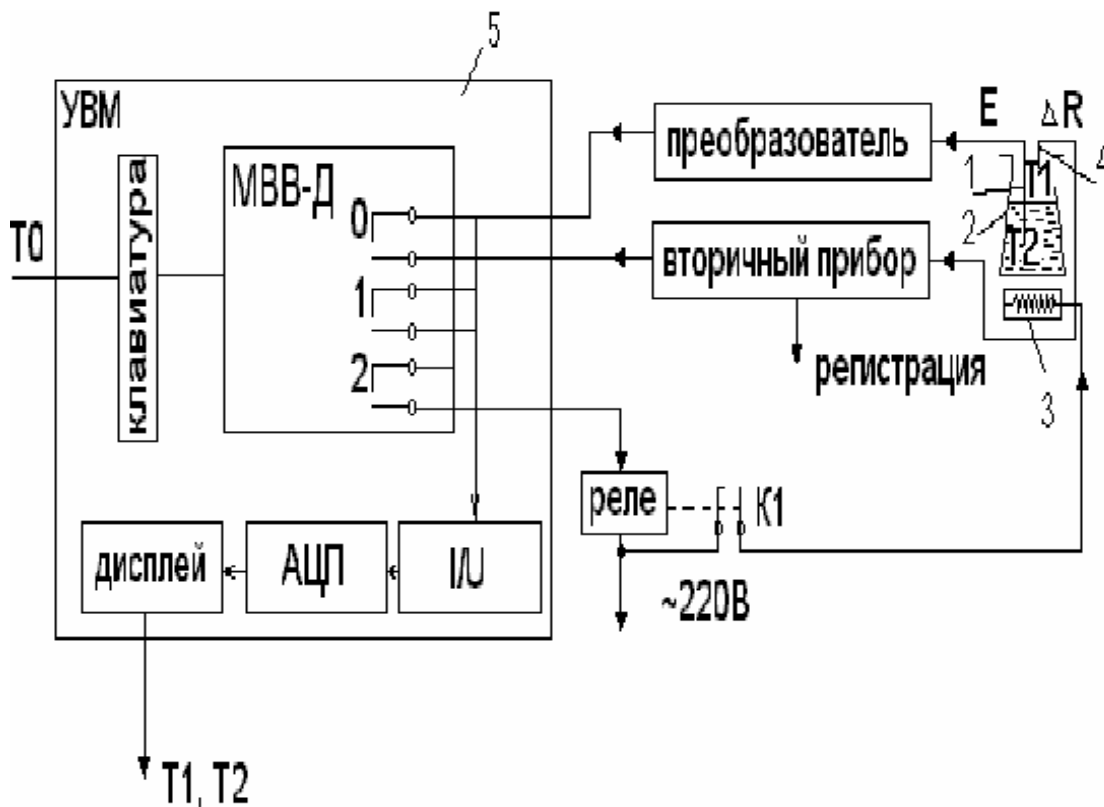 5
УВМ
клавиатура
Т0
МВВ-Д
0
1
2
преобразователь
Е
ΔR
1
Т1
2
Т2
вторичный прибор
регистрация
3
реле
К1
~220В
дисплей
АЦП
I/U
Т1, Т2